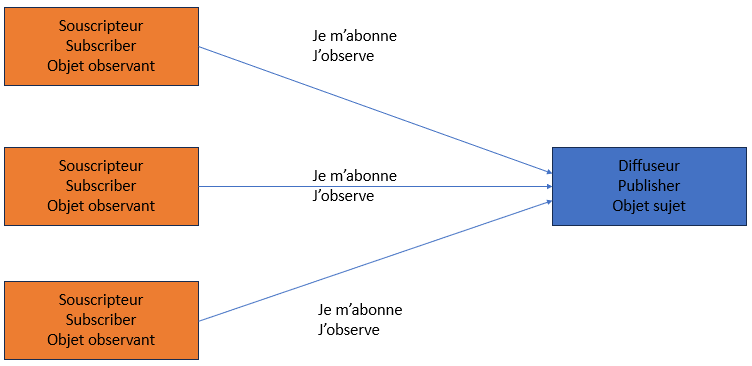 Souscripteur
Subscriber
Objet observant
Je m’abonne
J’observe
Souscripteur
Subscriber
Objet observant
Je m’abonne
J’observe
Diffuseur
Publisher
Objet sujet
Souscripteur
Subscriber
Objet observant
Je m’abonne
J’observe